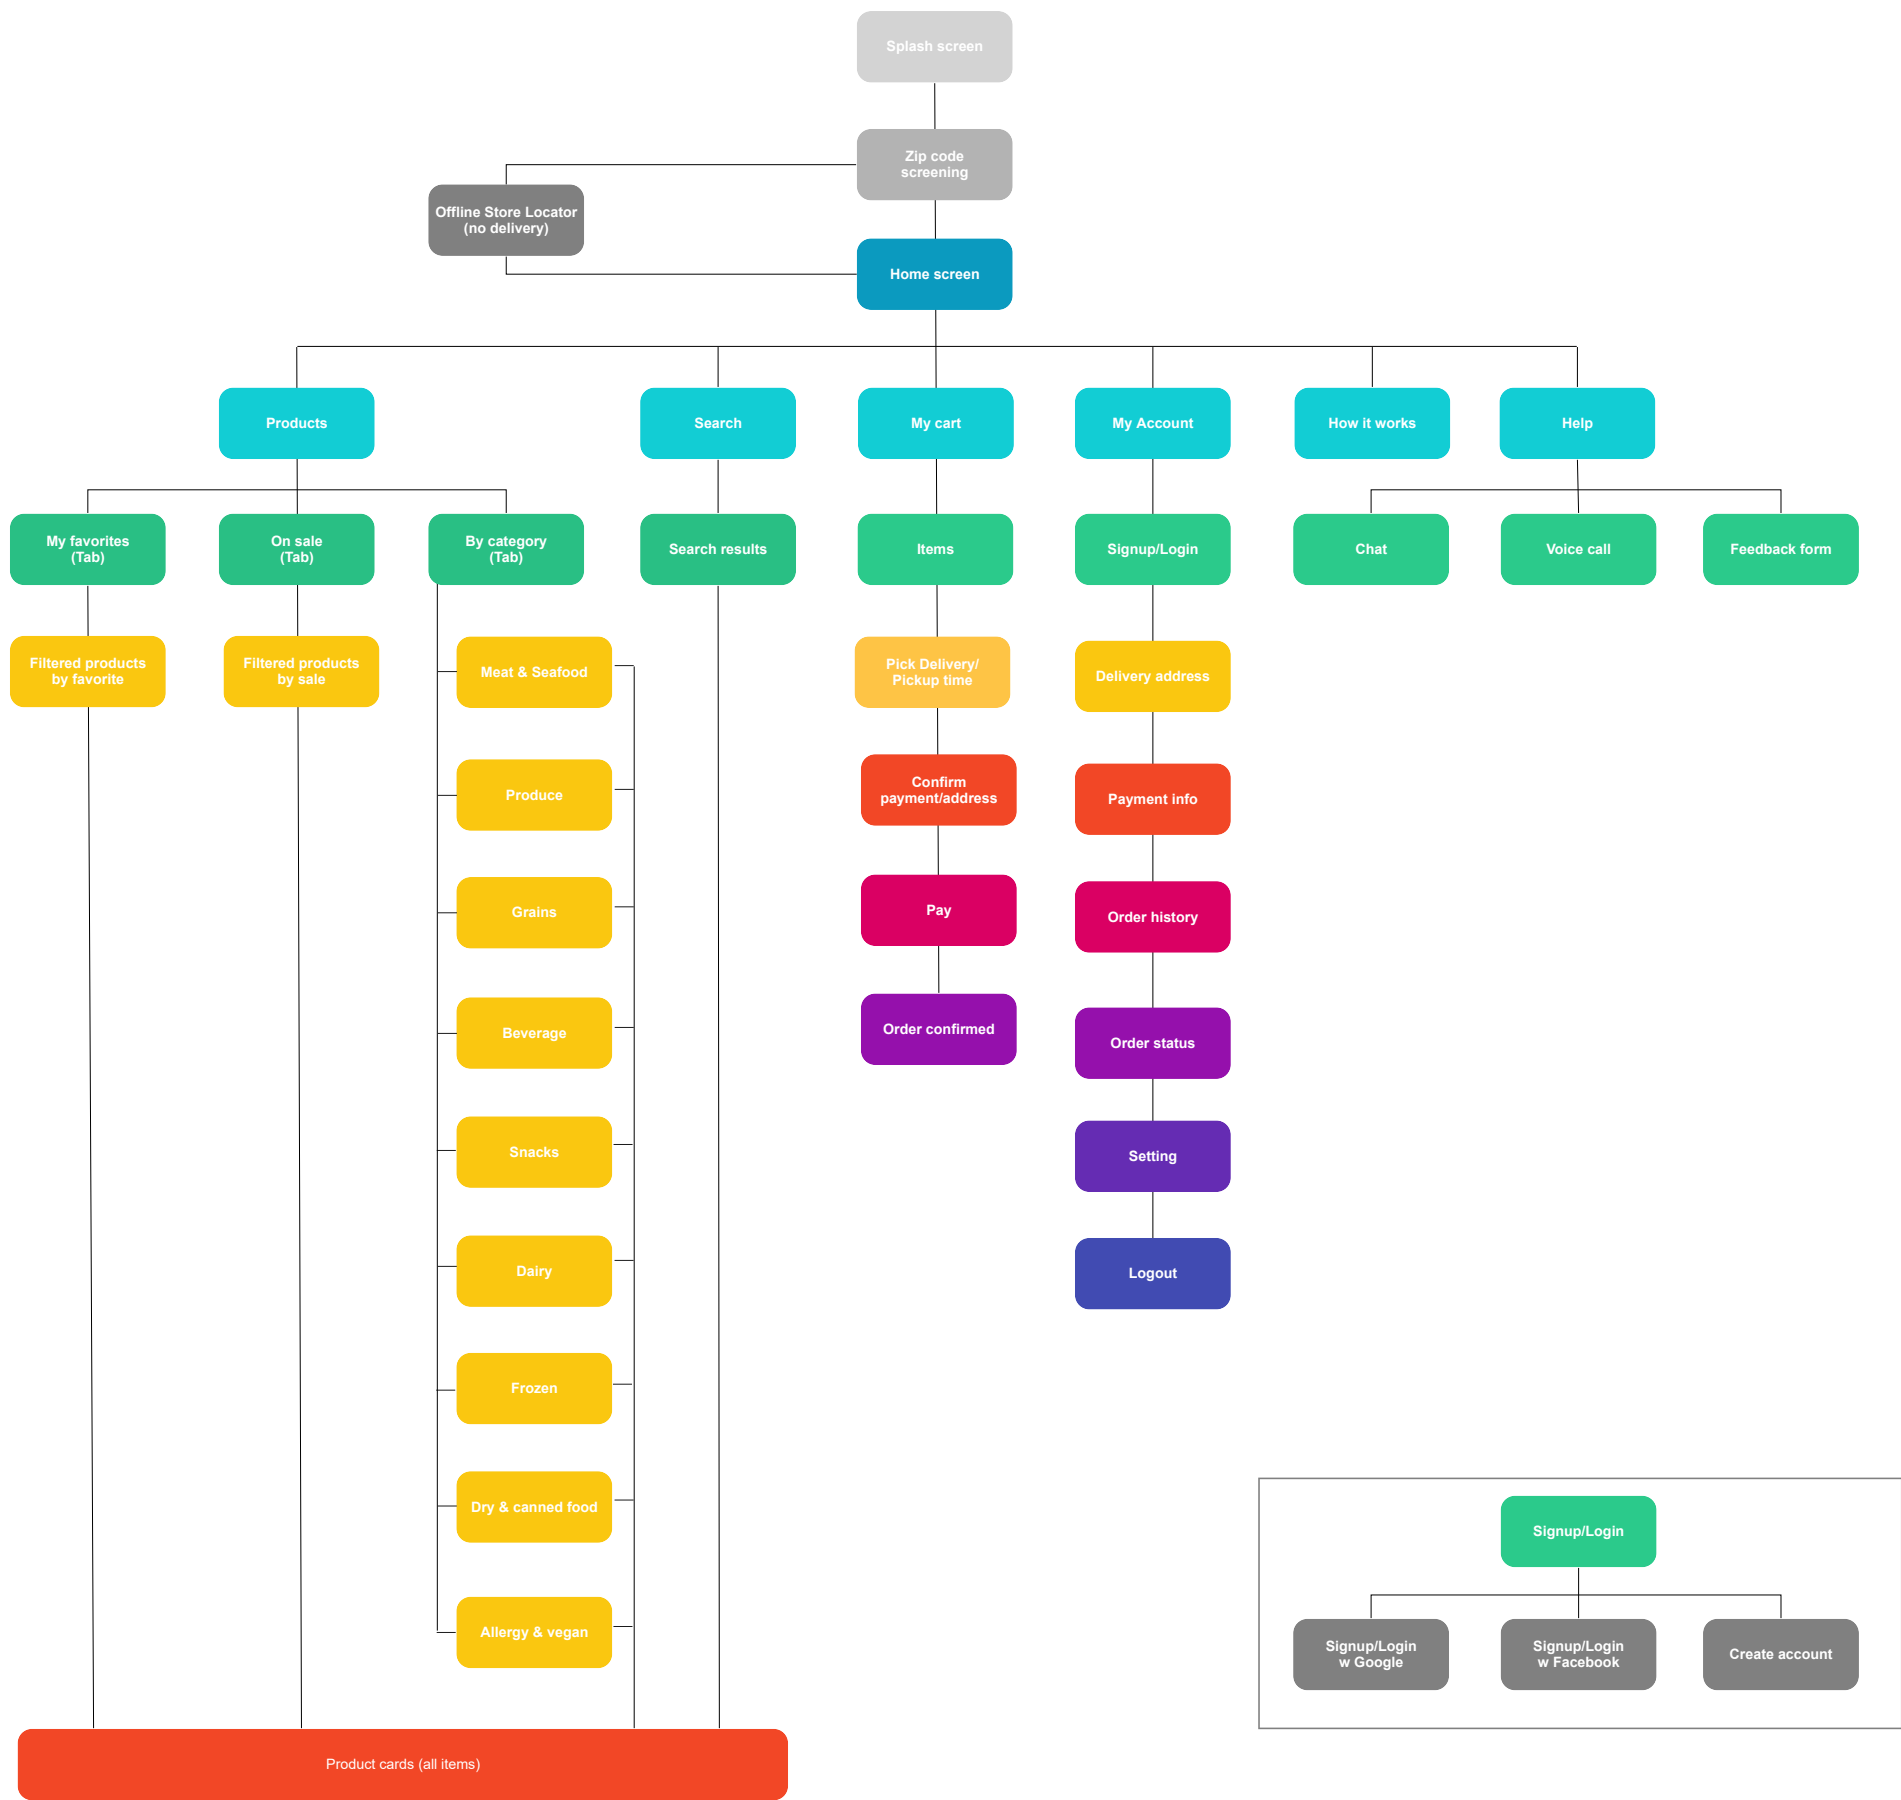 Splash screen
Zip code
screening
Offline Store Locator
(no delivery)
Home screen
Products
Search
My cart
My Account
How it works
Help
My favorites
(Tab)
On sale
(Tab)
By category
(Tab)
Search results
Items
Signup/Login
Chat
Voice call
Feedback form
Filtered products
by favorite
Filtered products
by sale
Meat & Seafood
Pick Delivery/
Pickup time
Delivery address
Produce
Confirm
payment/address
Payment info
Grains
Pay
Order history
Beverage
Order confirmed
Order status
Snacks
Setting
Dairy
Logout
Frozen
Dry & canned food
Allergy & vegan
Signup/Login
Signup/Login
w Google
Signup/Login
w Facebook
Create account
Product cards (all items)